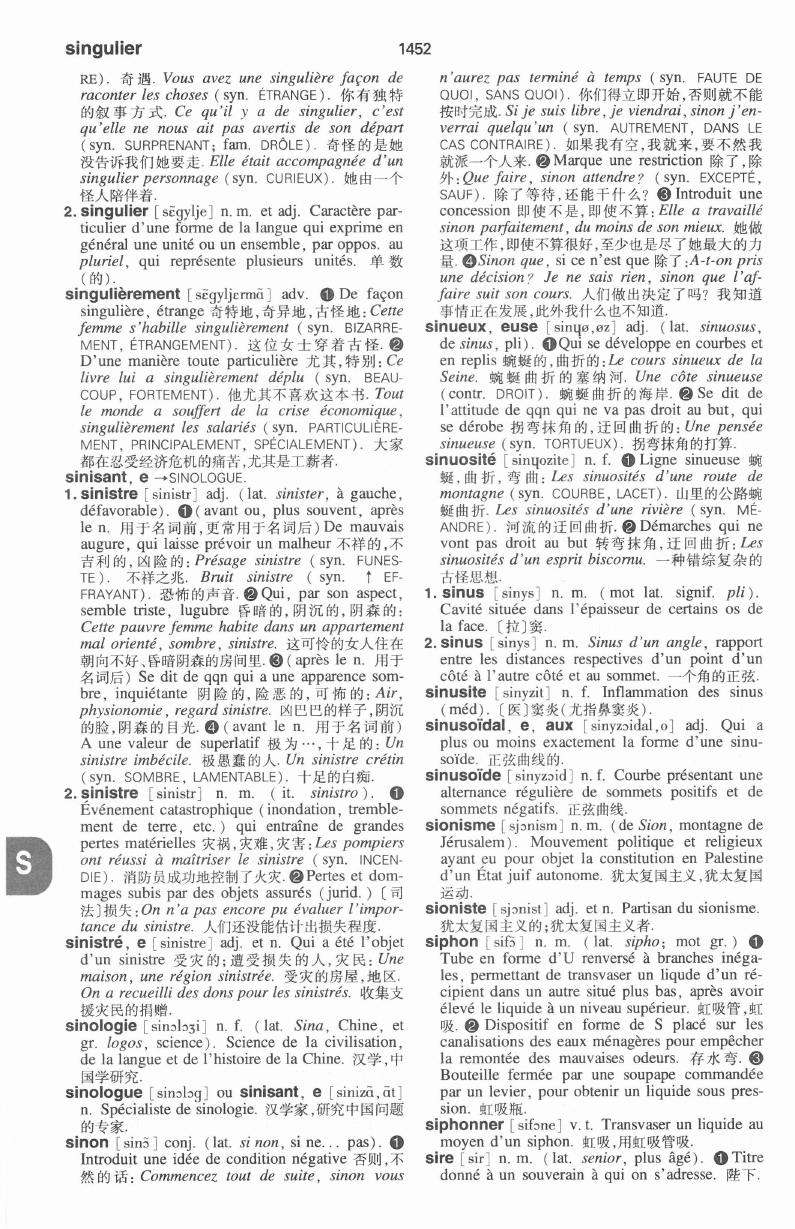 singulier
1452
RE). 奇遇. Vous avez une singulière façon de
raconter les choses (syn. ÉTRANGE). 你有独特
的叙事方式. Ce qu'il y a de singulier, c'est
qu'elle ne nous ait pas avertis de son départ
(syn. SURPRENANT; fam. DRÔLE). 奇怪的是她
没告诉我们她要走. Elle était accompagnée d'un
singulier personnage (syn. CURIEUX). 她由一个
怪人陪伴着.
2. singulier [sɛ̃gylje] n. m. et adj. Caractère par-
ticulier d'une forme de la langue qui exprime en
général une unité ou un ensemble, par oppos. au
pluriel, qui représente plusieurs unités. 单数
(的).
singulièrement [sɛ̃gyljɛrmɑ̃] adv. ❶ De façon
singulière, étrange 奇特地,奇异地,古怪地: Cette
femme s'habille singulièrement (syn. BIZARRE-
MENT, ÉTRANGEMENT). 这位女士穿着古怪. ❷
D'une manière toute particulière 尤其,特别: Ce
livre lui a singulièrement déplu (syn. BEAU-
COUP, FORTEMENT). 他尤其不喜欢这本书. Tout
le monde a souffert de la crise économique,
singulièrement les salariés (syn. PARTICULIÈRE-
MENT, PRINCIPALEMENT, SPÉCIALEMENT). 大家
都在忍受经济危机的痛苦,尤其是工薪者.
sinisant, e →SINOLOGUE.
1. sinistre [sinistr] adj. (lat. sinister, à gauche,
défavorable). ❶(avant ou, plus souvent, après
le n. 用于名词前,更常用于名词后) De mauvais
augure, qui laisse prévoir un malheur 不祥的,不
吉利的,凶险的: Présage sinistre (syn. FUNES-
TE). 不祥之兆. Bruit sinistre (syn. ↑ EF-
FRAYANT). 恐怖的声音. ❷Qui, par son aspect,
semble triste, lugubre 昏暗的,阴沉的,阴森的:
Cette pauvre femme habite dans un appartement
mal orienté, sombre, sinistre. 这可怜的女人住在
朝向不好、昏暗阴森的房间里. ❸(après le n. 用于
名词后) Se dit de qqn qui a une apparence som-
bre, inquiétante 阴险的,险恶的,可怖的: Air,
physionomie, regard sinistre. 凶巴巴的样子,阴沉
的脸,阴森的目光. ❹(avant le n. 用于名词前)
A une valeur de superlatif 极为…,十足的: Un
sinistre imbécile. 极愚蠢的人. Un sinistre crétin
(syn. SOMBRE, LAMENTABLE). 十足的白痴.
2. sinistre [sinistr] n. m. (it. sinistro). ❶
Événement catastrophique (inondation, tremble-
ment de terre, etc.) qui entraîne de grandes
pertes matérielles 灾祸,灾难,灾害: Les pompiers
ont réussi à maîtriser le sinistre (syn. INCEN-
DIE). 消防员成功地控制了火灾. ❷Pertes et dom-
mages subis par des objets assurés (jurid.) 〔司
法〕损失: On n'a pas encore pu évaluer l'impor-
tance du sinistre. 人们还没能估计出损失程度.
sinistré, e [sinistre] adj. et n. Qui a été l'objet
d'un sinistre 受灾的; 遭受损失的人,灾民: Une
maison, une région sinistrée. 受灾的房屋,地区.
On a recueilli des dons pour les sinistrés. 收集支
援灾民的捐赠.
sinologie [sinɔlɔʒi] n. f. (lat. Sina, Chine, et
gr. logos, science). Science de la civilisation,
de la langue et de l'histoire de la Chine. 汉学,中
国学研究.
sinologue [sinɔlɔg] ou sinisant, e [sinizɑ̃,ɑ̃t]
n. Spécialiste de sinologie. 汉学家,研究中国问题
的专家.
sinon [sinɔ̃] conj. (lat. si non, si ne... pas). ❶
Introduit une idée de condition négative 否则,不
然的话: Commencez tout de suite, sinon vous
n'aurez pas terminé à temps (syn. FAUTE DE
QUOI, SANS QUOI). 你们得立即开始,否则就不能
按时完成. Si je suis libre, je viendrai, sinon j'en-
verrai quelqu'un (syn. AUTREMENT, DANS LE
CAS CONTRAIRE). 如果我有空,我就来,要不然我
就派一个人来. ❷Marque une restriction 除了,除
外: Que faire, sinon attendre? (syn. EXCEPTÉ,
SAUF). 除了等待,还能干什么? ❸Introduit une
concession 即使不是,即使不算: Elle a travaillé
sinon parfaitement, du moins de son mieux. 她做
这项工作,即使不算很好,至少也是尽了她最大的力
量. ❹Sinon que, si ce n'est que 除了: A-t-on pris
une décision? Je ne sais rien, sinon que l'af-
faire suit son cours. 人们做出决定了吗? 我知道
事情正在发展,此外我什么也不知道.
sinueux, euse [sinɥø,øz] adj. (lat. sinuosus,
de sinus, pli). ❶Qui se développe en courbes et
en replis 蜿蜒的,曲折的: Le cours sinueux de la
Seine. 蜿蜒曲折的塞纳河. Une côte sinueuse
(contr. DROIT). 蜿蜒曲折的海岸. ❷Se dit de
l'attitude de qqn qui ne va pas droit au but, qui
se dérobe 拐弯抹角的,迂回曲折的: Une pensée
sinueuse (syn. TORTUEUX). 拐弯抹角的打算.
sinuosité [sinɥozite] n. f. ❶Ligne sinueuse 蜿
蜒,曲折,弯曲: Les sinuosités d'une route de
montagne (syn. COURBE, LACET). 山里的公路蜿
蜒曲折. Les sinuosités d'une rivière (syn. MÉ-
ANDRE). 河流的迂回曲折. ❷Démarches qui ne
vont pas droit au but 转弯抹角,迂回曲折: Les
sinuosités d'un esprit biscornu. 一种错综复杂的
古怪思想.
1. sinus [sinys] n. m. (mot lat. signif. pli).
Cavité située dans l'épaisseur de certains os de
la face. 〔拉〕窦.
2. sinus [sinys] n. m. Sinus d'un angle, rapport
entre les distances respectives d'un point d'un
côté à l'autre côté et au sommet. 一个角的正弦.
sinusite [sinyzit] n. f. Inflammation des sinus
(méd). 〔医〕窦炎(尤指鼻窦炎).
sinusoïdal, e, aux [sinyzɔidal,o] adj. Qui a
plus ou moins exactement la forme d'une sinu-
soïde. 正弦曲线的.
sinusoïde [sinyzɔid] n. f. Courbe présentant une
alternance régulière de sommets positifs et de
sommets négatifs. 正弦曲线.
sionisme [sjɔnism] n. m. (de Sion, montagne de
Jérusalem). Mouvement politique et religieux
ayant eu pour objet la constitution en Palestine
d'un État juif autonome. 犹太复国主义,犹太复国
运动.
sioniste [sjɔnist] adj. et n. Partisan du sionisme.
犹太复国主义的;犹太复国主义者.
siphon [sifɔ̃] n. m. (lat. sipho; mot gr.) ❶
Tube en forme d'U renversé à branches inéga-
les, permettant de transvaser un liqude d'un ré-
cipient dans un autre situé plus bas, après avoir
élevé le liquide à un niveau supérieur. 虹吸管,虹
吸. ❷ Dispositif en forme de S placé sur les
canalisations des eaux ménagères pour empêcher
la remontée des mauvaises odeurs. 存水弯. ❸
Bouteille fermée par une soupape commandée
par un levier, pour obtenir un liquide sous pres-
sion. 虹吸瓶.
siphonner [sifɔne] v. t. Transvaser un liquide au
moyen d'un siphon. 虹吸,用虹吸管吸.
sire [sir] n. m. (lat. senior, plus âgé). ❶Titre
donné à un souverain à qui on s'adresse. 陛下.
S